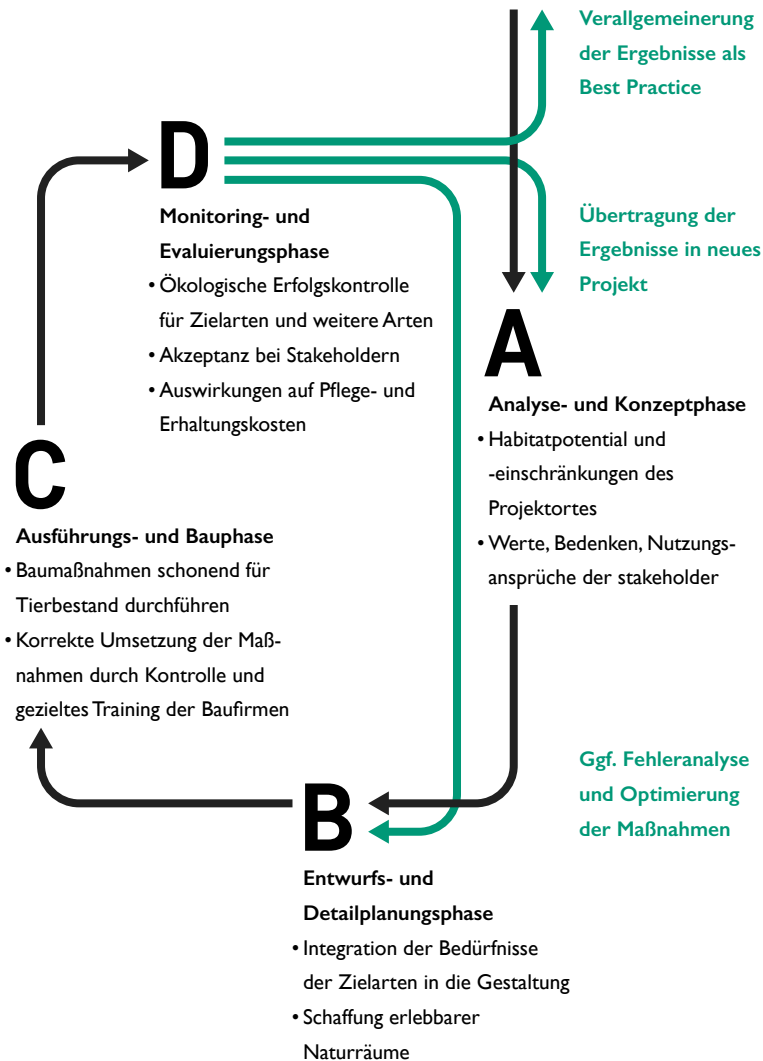 Verallgemeinerung
der Ergebnisse als
Best Practice
D
Monitoring- und
Evaluierungsphase
• Ökologische Erfolgskontrolle
für Zielarten und weitere Arten
• Akzeptanz bei Stakeholdern
• Auswirkungen auf Pflege- und
Erhaltungskosten
Übertragung der
Ergebnisse in neues
Projekt
A
Analyse- und Konzeptphase
• Habitatpotential und
-einschränkungen des
Projektortes
• Werte, Bedenken, Nutzungs-
ansprüche der stakeholder
C
Ausführungs- und Bauphase
• Baumaßnahmen schonend für
Tierbestand durchführen
• Korrekte Umsetzung der Maß-
nahmen durch Kontrolle und
gezieltes Training der Baufirmen
Ggf. Fehleranalyse
und Optimierung
der Maßnahmen
B
Entwurfs- und
Detailplanungsphase
• Integration der Bedürfnisse
der Zielarten in die Gestaltung
• Schaffung erlebbarer
Naturräume